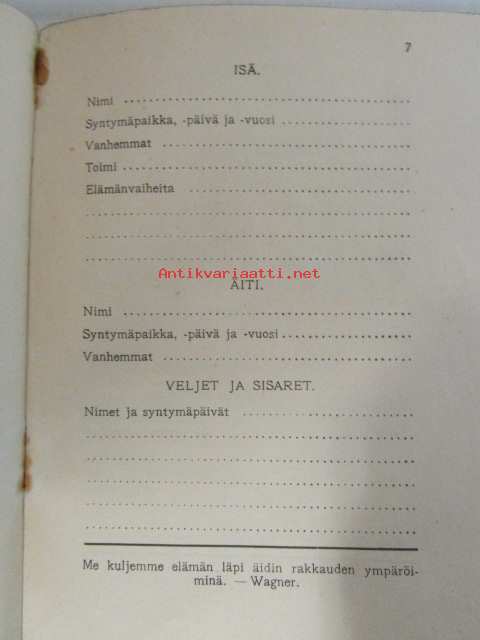 7
ISÄ.
Nimi
Syntymäpaikka, -päivä ja -vuosi
Vanhemmat
Toimi
Elämänvaiheita
Antikvariaatti.net
ÄITI.
Nimi
Syntymäpaikka, -päivä ja -vuosi
Vanhemmat
VELJET JA SISARET.
Nimet ja syntymäpäivät
Me kuljemme elämän läpi äidin rakkauden ympäröi-
minä. — Wagner.